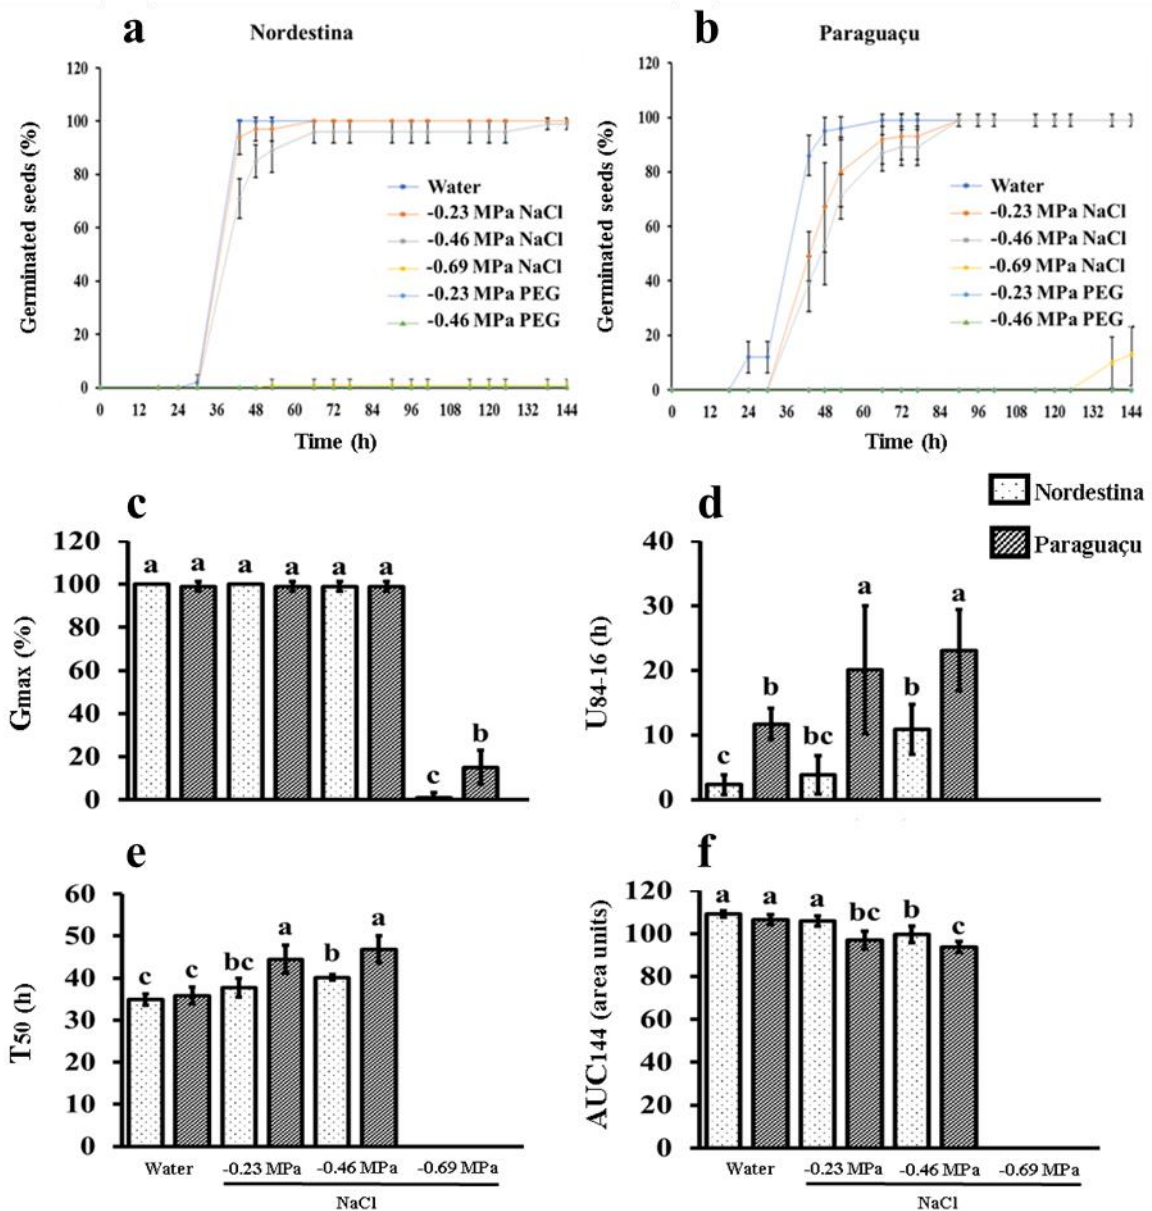 a
Nordestina
120
100
80
60
40
20
0
Germinated seeds (%)
Water
-0.23 MPa NaCl
-0.46 MPa NaCl
-0.69 MPa NaCl
-0.23 MPa PEG
-0.46 MPa PEG
0 12 24 36 48 60 72 84 96 108 120 132 144
Time (h)
b
Paraguaçu
120
100
80
60
40
20
0
Germinated seeds (%)
Water
-0.23 MPa NaCl
-0.46 MPa NaCl
-0.69 MPa NaCl
-0.23 MPa PEG
-0.46 MPa PEG
0 12 24 36 48 60 72 84 96 108 120 132 144
Time (h)
Nordestina
Paraguaçu
c
120
100
80
60
40
20
0
Gmax (%)
a a a a a a c b
d
40
30
20
10
0
U84-16 (h)
c b bc a b a
e
60
50
40
30
20
10
0
T50 (h)
c c bc a b a
Water -0.23 MPa -0.46 MPa -0.69 MPa
NaCl
f
120
100
80
60
40
20
0
AUC144 (area units)
a a a bc b c
Water -0.23 MPa -0.46 MPa -0.69 MPa
NaCl